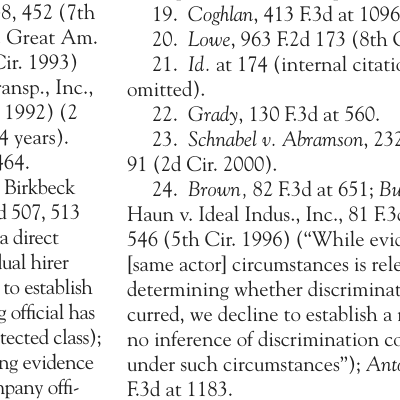 8, 452 (7th
Great Am.
Cir. 1993)
ansp., Inc.,
1992) (2
4 years).
464.
Birkbeck
d 507, 513
a direct
dual hirer
to establish
g official has
tected class);
ng evidence
mpany offi-
19. Coghlan, 413 F.3d at 1096
20. Lowe, 963 F.2d 173 (8th C
21. Id. at 174 (internal citati
omitted).
22. Grady, 130 F.3d at 560.
23. Schnabel v. Abramson, 232
91 (2d Cir. 2000).
24. Brown, 82 F.3d at 651; Bu
Haun v. Ideal Indus., Inc., 81 F.3d
546 (5th Cir. 1996) (“While evid
[same actor] circumstances is rele
determining whether discriminat
curred, we decline to establish a r
no inference of discrimination co
under such circumstances”); Anto
F.3d at 1183.